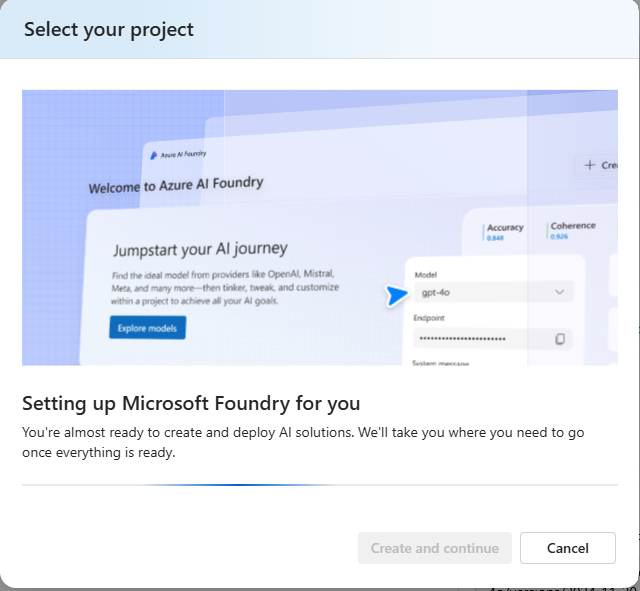 Select your project
Azure AI Foundry
Welcome to Azure AI Foundry
Jumpstart your AI journey
Find the ideal model from providers like OpenAI, Mistral,
Meta, and many more—then tinker, tweak, and customize
within a project to achieve all your AI goals.
Explore models
+ Crea
Accuracy
0.848
Coherence
0.926
Model
gpt-4o
Endpoint
System message
Setting up Microsoft Foundry for you
You're almost ready to create and deploy AI solutions. We'll take you where you need to go
once everything is ready.
Create and continue
Cancel